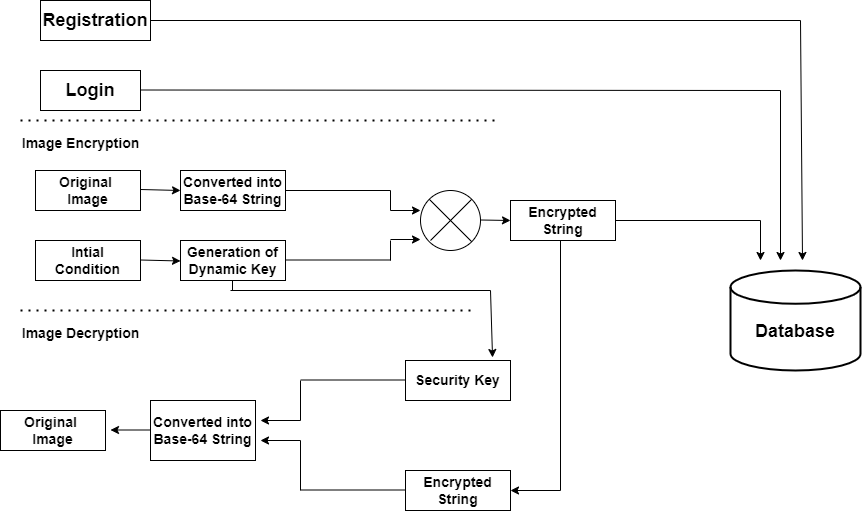 Registration
Login
Image Encryption
Original
Image
Converted into
Base-64 String
Encrypted
String
Intial
Condition
Generation of
Dynamic Key
Database
Image Decryption
Security Key
Original
Image
Converted into
Base-64 String
Encrypted
String